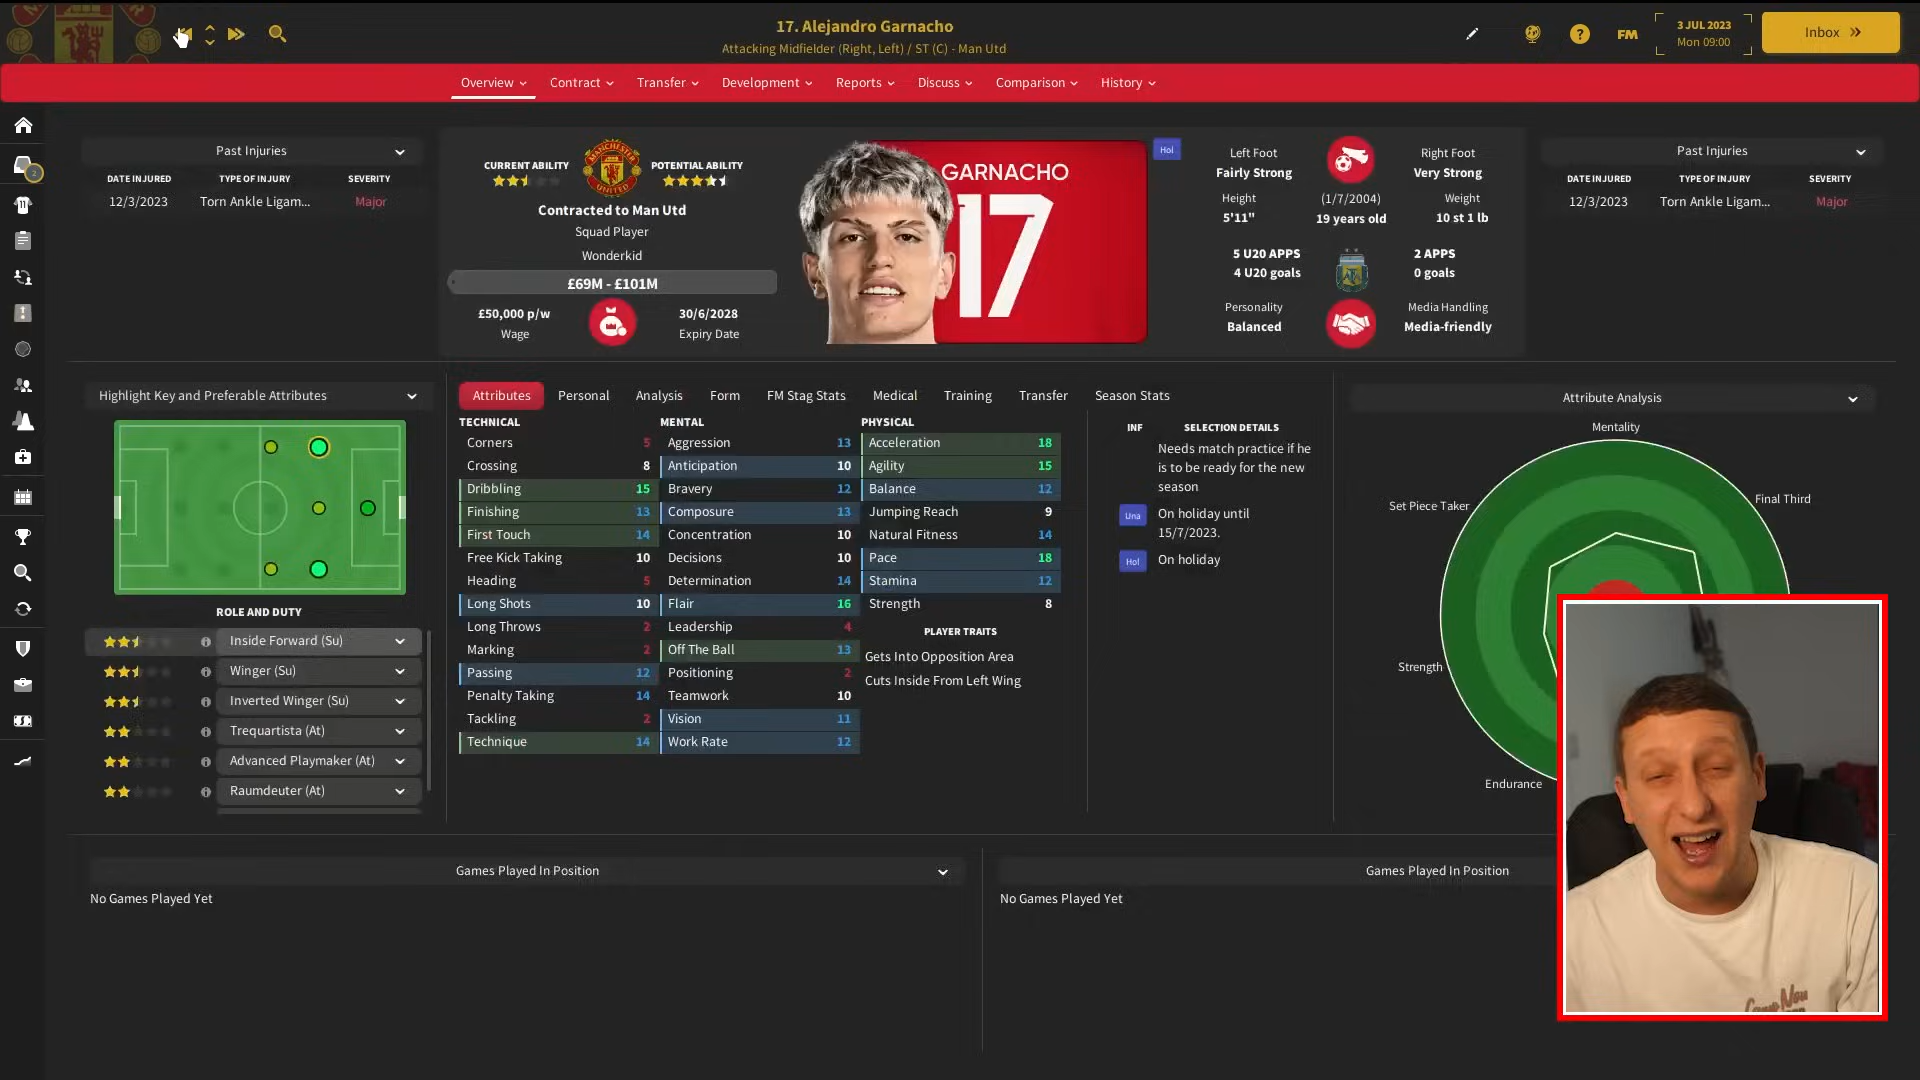 17. Alejandro Garnacho
Attacking Midfielder (Right, Left) / ST (C) - Man Utd
FM
3 JUL 2023
Mon 09:00
Inbox
Overview Contract Transfer Development Reports Discuss Comparison History
2
11
Past Injuries
DATE INJURED TYPE OF INJURY SEVERITY
12/3/2023 Torn Ankle Ligam... Major
CURRENT ABILITY
MANCHESTER
UNITED
POTENTIAL ABILITY
Contracted to Man Utd
Squad Player
Wonderkid
£69M - £101M
£50,000 p/w
Wage
30/6/2028
Expiry Date
GARNACHO
17
Hol
Left Foot
Fairly Strong
Right Foot
Very Strong
Height
5'11"
(1/7/2004)
19 years old
Weight
10 st 1 lb
5 U20 APPS
4 U20 goals
2 APPS
0 goals
Personality
Balanced
Media Handling
Media-friendly
Past Injuries
DATE INJURED TYPE OF INJURY SEVERITY
12/3/2023 Torn Ankle Ligam... Major
Highlight Key and Preferable Attributes
ROLE AND DUTY
Inside Forward (Su)
Winger (Su)
Inverted Winger (Su)
Trequartista (At)
Advanced Playmaker (At)
Raumdeuter (At)
Attributes Personal Analysis Form FM Stag Stats Medical Training Transfer Season Stats
TECHNICAL
Corners 5
Crossing 8
Dribbling 15
Finishing 13
First Touch 14
Free Kick Taking 10
Heading 5
Long Shots 10
Long Throws 2
Marking 2
Passing 12
Penalty Taking 14
Tackling 2
Technique 14
MENTAL
Aggression 13
Anticipation 10
Bravery 12
Composure 13
Concentration 10
Decisions 10
Determination 14
Flair 16
Leadership 4
Off The Ball 13
Positioning 2
Teamwork 10
Vision 11
Work Rate 12
PHYSICAL
Acceleration 18
Agility 15
Balance 12
Jumping Reach 9
Natural Fitness 14
Pace 18
Stamina 12
Strength 8
PLAYER TRAITS
Gets Into Opposition Area
Cuts Inside From Left Wing
INF SELECTION DETAILS
Needs match practice if he
is to be ready for the new
season
Una On holiday until
15/7/2023.
Hol On holiday
Attribute Analysis
Mentality
Final Third
Set Piece Taker
Strength
Endurance
Games Played In Position
No Games Played Yet
Games Played In Position
No Games Played Yet